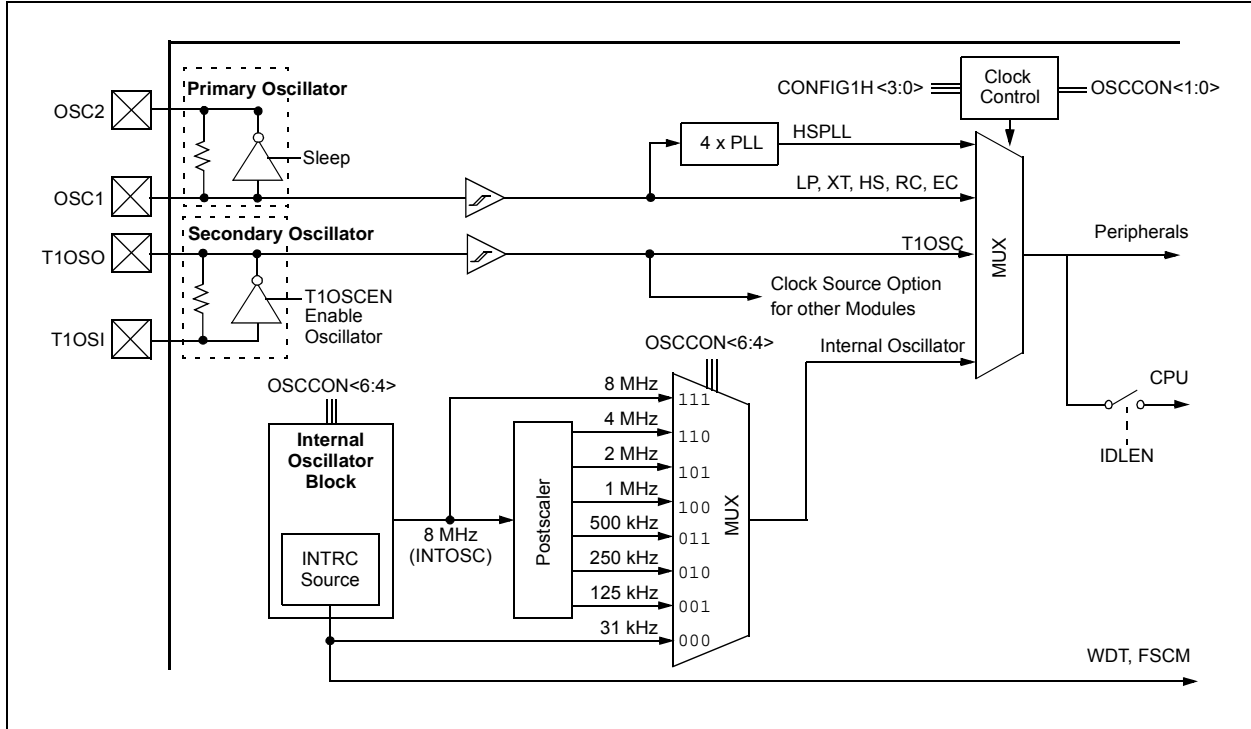 Primary Oscillator
OSC2
Sleep
OSC1
Secondary Oscillator
T1OSO
T1OSCEN
Enable
Oscillator
T1OSI
CONFIG1H <3:0>
Clock
Control
OSCCON<1:0>
4 x PLL
HSPLL
LP, XT, HS, RC, EC
T1OSC
Clock Source Option
for other Modules
MUX
Peripherals
Internal Oscillator
CPU
IDLEN
OSCCON<6:4>
OSCCON<6:4>
Internal
Oscillator
Block
INTRC
Source
8 MHz
(INTOSC)
Postscaler
8 MHz
111
4 MHz
110
2 MHz
101
1 MHz
100
500 kHz
011
250 kHz
010
125 kHz
001
31 kHz
000
MUX
WDT, FSCM